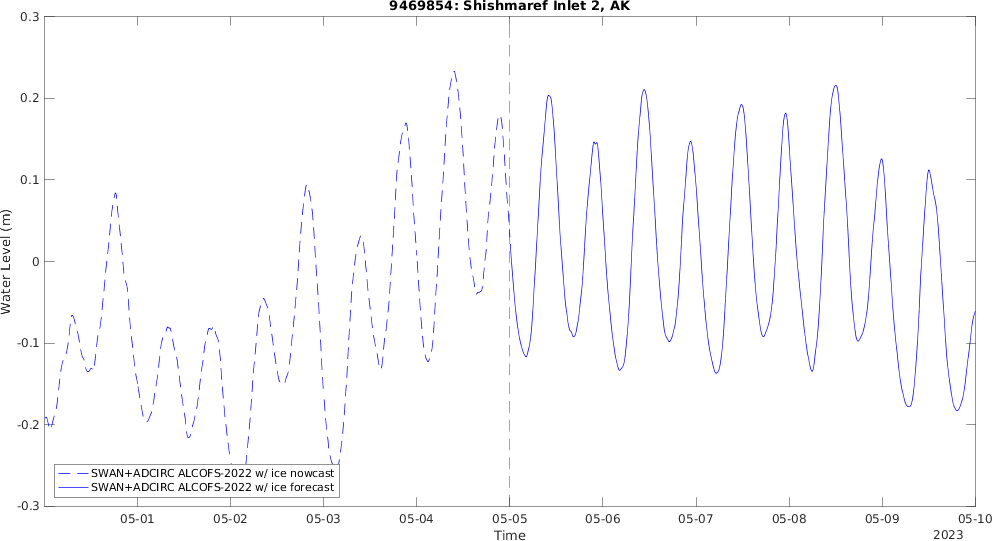 9469854: Shishmaref Inlet 2, AK
0.3
0.2
0.1
0
-0.1
-0.2
-0.3
Water Level (m)
SWAN+ADCIRC ALCOFS-2022 w/ ice nowcast
SWAN+ADCIRC ALCOFS-2022 w/ ice forecast
05-01 05-02 05-03 05-04 05-05 05-06 05-07 05-08 05-09 05-10
Time
2023